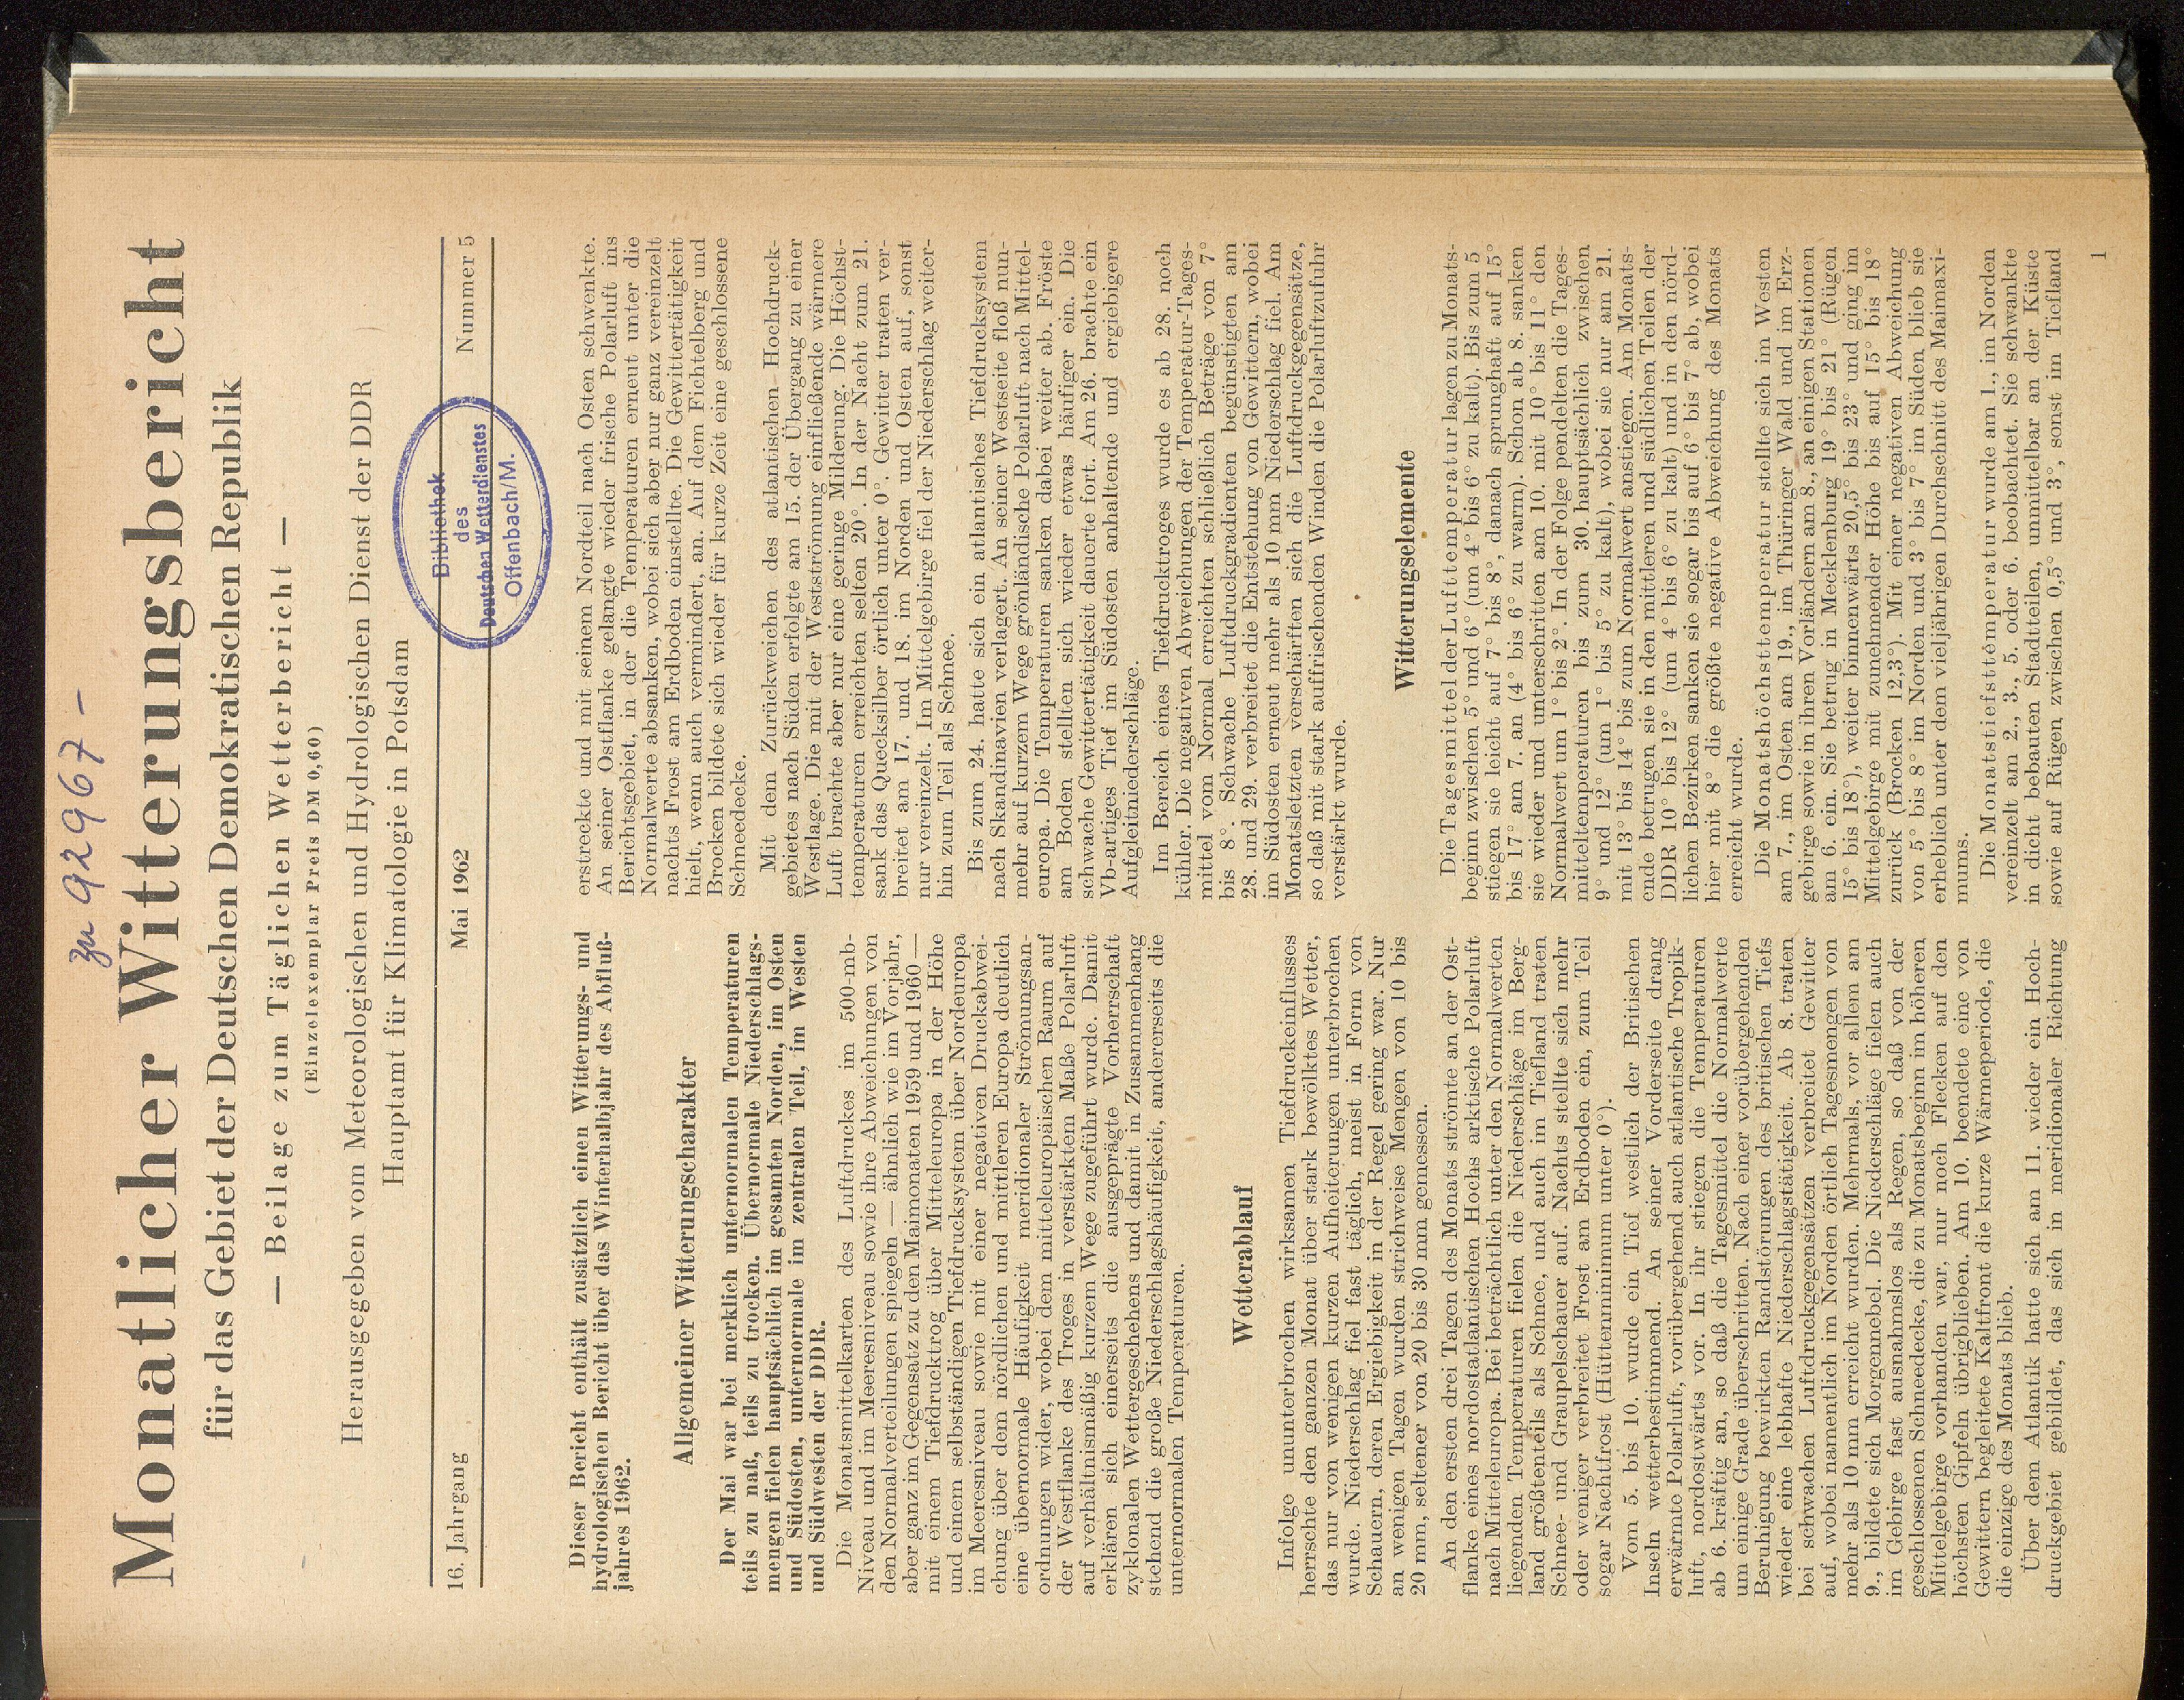 zu 92967 -
Monatlicher Witterungsbericht
für das Gebiet der Deutschen Demokratischen Republik
— Beilage zum Täglichen Wetterbericht —
(Einzelexemplar Preis DM 0,60)
Herausgegeben vom Meteorologischen und Hydrologischen Dienst der DDR
Hauptamt für Klimatologie in Potsdam
Bibliothek
des
Deutschen Wetterdienstes
Offenbach/M.
16. Jahrgang Mai 1962 Nummer 5
Dieser Bericht enthält zusätzlich einen Witterungs- und
hydrologischen Bericht über das Winterhalbjahr des Abfluß-
jahres 1962.
Allgemeiner Witterungscharakter
Der Mai war bei merklich unternormalen Temperaturen
teils zu naß, teils zu trocken. Übernormale Niederschlags-
mengen fielen hauptsächlich im gesamten Norden, im Osten
und Südosten, unternormale im zentralen Teil, im Westen
und Südwesten der DDR.
Die Monatsmittelkarten des Luftdruckes im 500-mb-
Niveau und im Meeresniveau sowie ihre Abweichungen von
den Normalverteilungen spiegeln — ähnlich wie im Vorjahr,
aber ganz im Gegensatz zu den Maimonaten 1959 und 1960 —
mit einem Tiefdrucktrog über Mitteleuropa in der Höhe
und einem selbständigen Tiefdrucksystem über Nordeuropa
im Meeresniveau sowie mit einer negativen Druckabwei-
chung über dem nördlichen und mittleren Europa deutlich
eine übernormale Häufigkeit meridionaler Strömungsan-
ordnungen wider, wobei dem mitteleuropäischen Raum auf
der Westflanke des Troges in verstärktem Maße Polarluft
auf verhältnismäßig kurzem Wege zugeführt wurde. Damit
erklären sich einerseits die ausgeprägte Vorherrschaft
zyklonalen Wettergeschehens und damit in Zusammenhang
stehend die große Niederschlagshäufigkeit, andererseits die
unternormalen Temperaturen.
Wetterablauf
Infolge ununterbrochen wirksamen Tiefdruckeinflusses
herrschte den ganzen Monat über stark bewölktes Wetter,
das nur von wenigen kurzen Aufheiterungen unterbrochen
wurde. Niederschlag fiel fast täglich, meist in Form von
Schauern, deren Ergiebigkeit in der Regel gering war. Nur
an wenigen Tagen wurden strichweise Mengen von 10 bis
20 mm, seltener von 20 bis 30 mm gemessen.
An den ersten drei Tagen des Monats strömte an der Ost-
flanke eines nordostatlantischen Hochs arktische Polarluft
nach Mitteleuropa. Bei beträchtlich unter den Normalwerten
liegenden Temperaturen fielen die Niederschläge im Berg-
land größtenteils als Schnee, und auch im Tiefland traten
Schnee- und Graupelschauer auf. Nachts stellte sich mehr
oder weniger verbreitet Frost am Erdboden ein, zum Teil
sogar Nachtfrost (Hüttenminimum unter 0°).
Vom 5. bis 10. wurde ein Tief westlich der Britischen
Inseln wetterbestimmend. An seiner Vorderseite drang
erwärmte Polarluft, vorübergehend auch atlantische Tropik-
luft, nordostwärts vor. In ihr stiegen die Temperaturen
ab 6. kräftig an, so daß die Tagesmittel die Normalwerte
um einige Grade überschritten. Nach einer vorübergehenden
Beruhigung bewirkten Randstörungen des britischen Tiefs
wieder eine lebhafte Niederschlagstätigkeit. Ab 8. traten
bei schwachen Luftdruckgegensätzen verbreitet Gewitter
auf, wobei namentlich im Norden örtlich Tagesmengen von
mehr als 10 mm erreicht wurden. Mehrmals, vor allem am
9., bildete sich Morgennebel. Die Niederschläge fielen auch
im Gebirge fast ausnahmslos als Regen, so daß von der
geschlossenen Schneedecke, die zu Monatsbeginn im höheren
Mittelgebirge vorhanden war, nur noch Flecken auf den
höchsten Gipfeln übrigblieben. Am 10. beendete eine von
Gewittern begleitete Kaltfront die kurze Wärmeperiode, die
die einzige des Monats blieb.
Über dem Atlantik hatte sich am 11. wieder ein Hoch-
druckgebiet gebildet, das sich in meridionaler Richtung
erstreckte und mit seinem Nordteil nach Osten schwenkte.
An seiner Ostflanke gelangte wieder frische Polarluft ins
Berichtsgebiet, in der die Temperaturen erneut unter die
Normalwerte absanken, wobei sich aber nur ganz vereinzelt
nachts Frost am Erdboden einstellte. Die Gewittertätigkeit
hielt, wenn auch vermindert, an. Auf dem Fichtelberg und
Brocken bildete sich wieder für kurze Zeit eine geschlossene
Schneedecke.
Mit dem Zurückweichen des atlantischen Hochdruck-
gebietes nach Süden erfolgte am 15. der Übergang zu einer
Westlage. Die mit der Westströmung einfließende wärmere
Luft brachte aber nur eine geringe Milderung. Die Höchst-
temperaturen erreichten selten 20°. In der Nacht zum 21.
sank das Quecksilber örtlich unter 0°. Gewitter traten ver-
breitet am 17. und 18. im Norden und Osten auf, sonst
nur vereinzelt. Im Mittelgebirge fiel der Niederschlag weiter-
hin zum Teil als Schnee.
Bis zum 24. hatte sich ein atlantisches Tiefdrucksystem
nach Skandinavien verlagert. An seiner Westseite floß nun-
mehr auf kurzem Wege grönländische Polarluft nach Mittel-
europa. Die Temperaturen sanken dabei weiter ab. Fröste
am Boden stellten sich wieder etwas häufiger ein. Die
schwache Gewittertätigkeit dauerte fort. Am 26. brachte ein
Vb-artiges Tief im Südosten anhaltende und ergiebigere
Aufgleitniederschläge.
Im Bereich eines Tiefdrucktroges wurde es ab 28. noch
kühler. Die negativen Abweichungen der Temperatur-Tages-
mittel vom Normal erreichten schließlich Beträge von 7°
bis 8°. Schwache Luftdruckgradienten begünstigten am
28. und 29. verbreitet die Entstehung von Gewittern, wobei
im Südosten erneut mehr als 10 mm Niederschlag fiel. Am
Monatsletzten verschärften sich die Luftdruckgegensätze,
so daß mit stark auffrischenden Winden die Polarluftzufuhr
verstärkt wurde.
Witterungselemente
Die Tagesmittel der Lufttemperatur lagen zu Monats-
beginn zwischen 5° und 6° (um 4° bis 6° zu kalt). Bis zum 5
stiegen sie leicht auf 7° bis 8°, danach sprunghaft auf 15°
bis 17° am 7. an (4° bis 6° zu warm). Schon ab 8. sanken
sie wieder und unterschritten am 10. mit 10° bis 11° den
Normalwert um 1° bis 2°. In der Folge pendelten die Tages-
mitteltemperaturen bis zum 30. hauptsächlich zwischen
9° und 12° (um 1° bis 5° zu kalt), wobei sie nur am 21.
mit 13° bis 14° bis zum Normalwert anstiegen. Am Monats-
ende betrugen sie in dem mittleren und südlichen Teilen der
DDR 10° bis 12° (um 4° bis 6° zu kalt) und in den nörd-
lichen Bezirken sanken sie sogar bis auf 6° bis 7° ab, wobei
hier mit 8° die größte negative Abweichung des Monats
erreicht wurde.
Die Monatshöchsttemperatur stellte sich im Westen
am 7., im Osten am 19., im Thüringer Wald und im Erz-
gebirge sowie in ihren Vorländern am 8., an einigen Stationen
am 6. ein. Sie betrug in Mecklenburg 19° bis 21° (Rügen
15° bis 18°), weiter binnenwärts 20,5° bis 23° und ging im
Mittelgebirge mit zunehmender Höhe bis auf 15° bis 18°
zurück (Brocken 12,3°). Mit einer negativen Abweichung
von 5° bis 8° im Norden und 3° bis 7° im Süden blieb sie
erheblich unter dem vieljährigen Durchschnitt des Maimaxi-
mums.
Die Monatstiefsttemperatur wurde am 1., im Norden
vereinzelt am 2., 3., 5. oder 6. beobachtet. Sie schwankte
in dicht bebauten Stadtteilen, unmittelbar an der Küste
sowie auf Rügen zwischen 0,5° und 3°, sonst im Tiefland
1